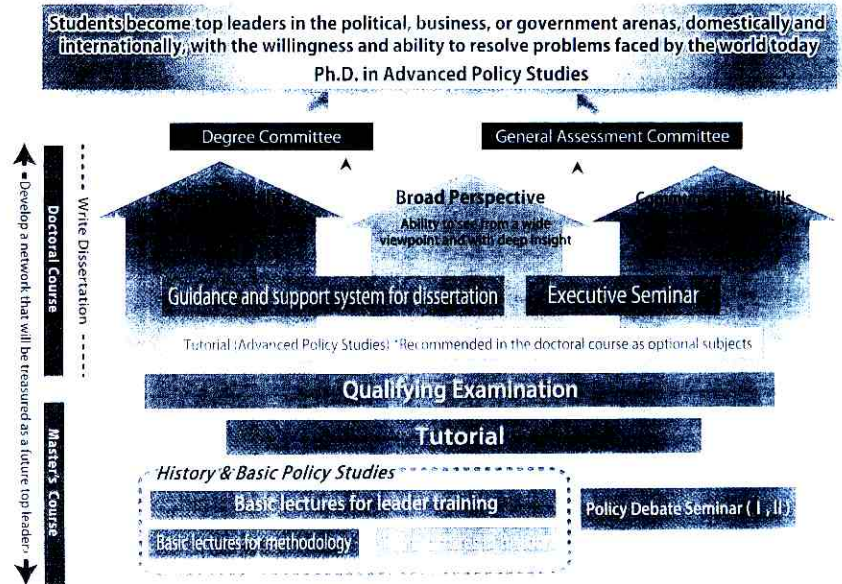 Students become top leaders in the political, business, or government arenas, domestically and
internationally, with the willingness and ability to resolve problems faced by the world today
Ph.D. in Advanced Policy Studies
Degree Committee
General Assessment Committee
Broad Perspective
Ability to see from a wide
viewpoint and with deep insight
Guidance and support system for dissertation
Executive Seminar
Tutorial (Advanced Policy Studies) *Recommended in the doctoral course as optional subjects
Qualifying Examination
Tutorial
History & Basic Policy Studies
Basic lectures for leader training
Basic lectures for methodology
Policy Debate Seminar ( I , II )
Write Dissertation
Doctoral Course
Master's Course
Develop a network that will be treasured as a future top leader